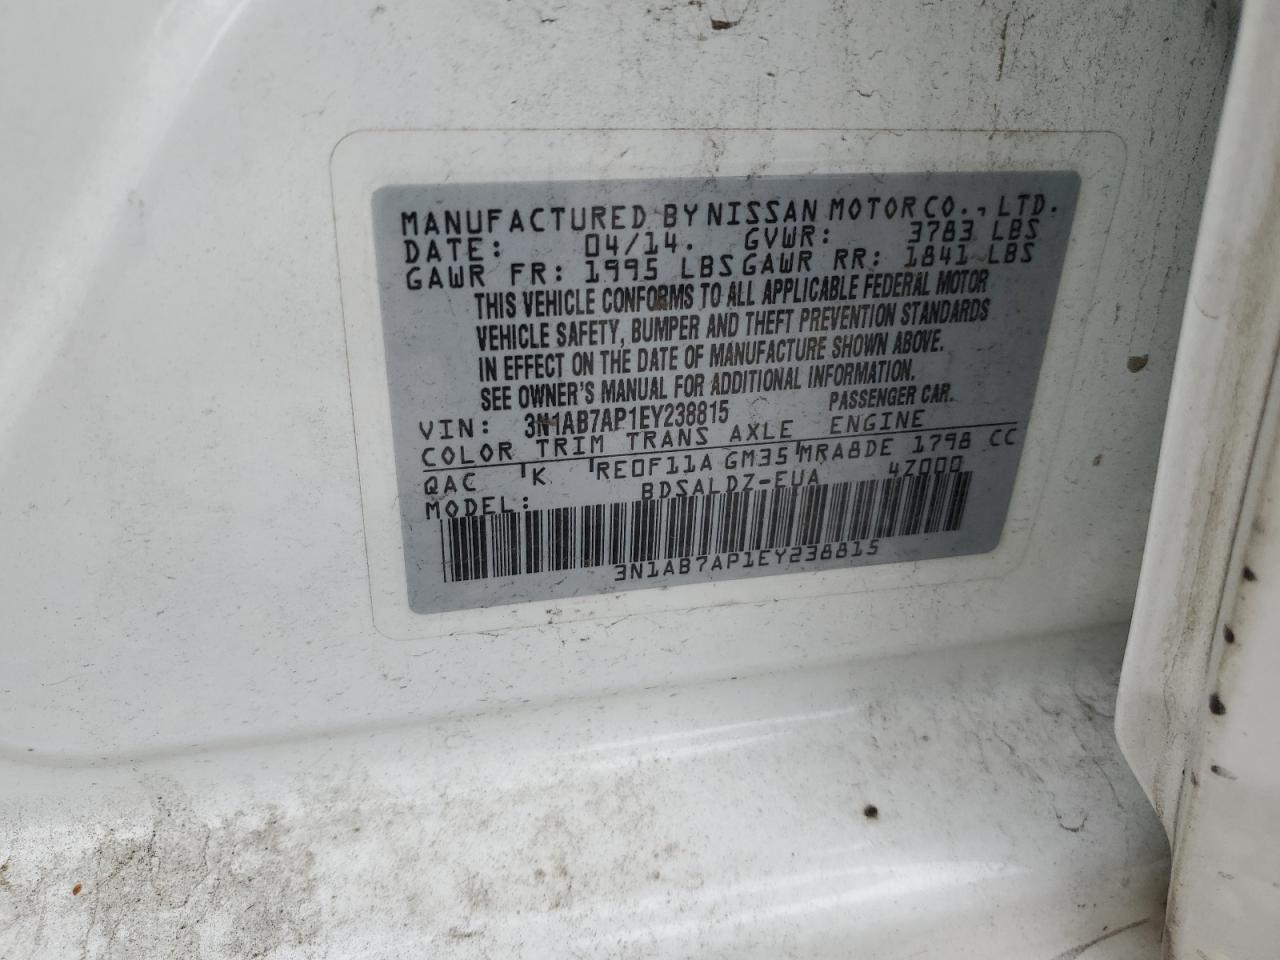 MANUFACTURED BY NISSAN MOTOR CO., LTD.
DATE: 04/14. GVWR: 3783 LBS
GAWR FR: 1995 LBS GAWR RR: 1841 LBS
THIS VEHICLE CONFORMS TO ALL APPLICABLE FEDERAL MOTOR
VEHICLE SAFETY, BUMPER AND THEFT PREVENTION STANDARDS
IN EFFECT ON THE DATE OF MANUFACTURE SHOWN ABOVE.
SEE OWNER'S MANUAL FOR ADDITIONAL INFORMATION.
VIN: 3N1AB7AP1EY238815 PASSENGER CAR.
COLOR TRIM TRANS AXLE ENGINE
QAC K RE0F11A GM35 MRA8DE 1798 CC
MODEL: BDSALDZ-EUA 4Z000
3N1AB7AP1EY238815